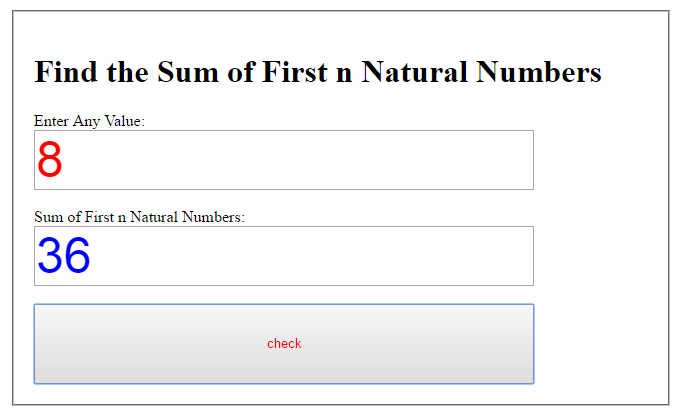 Find the Sum of First n Natural Numbers
Enter Any Value:
8
Sum of First n Natural Numbers:
36
check